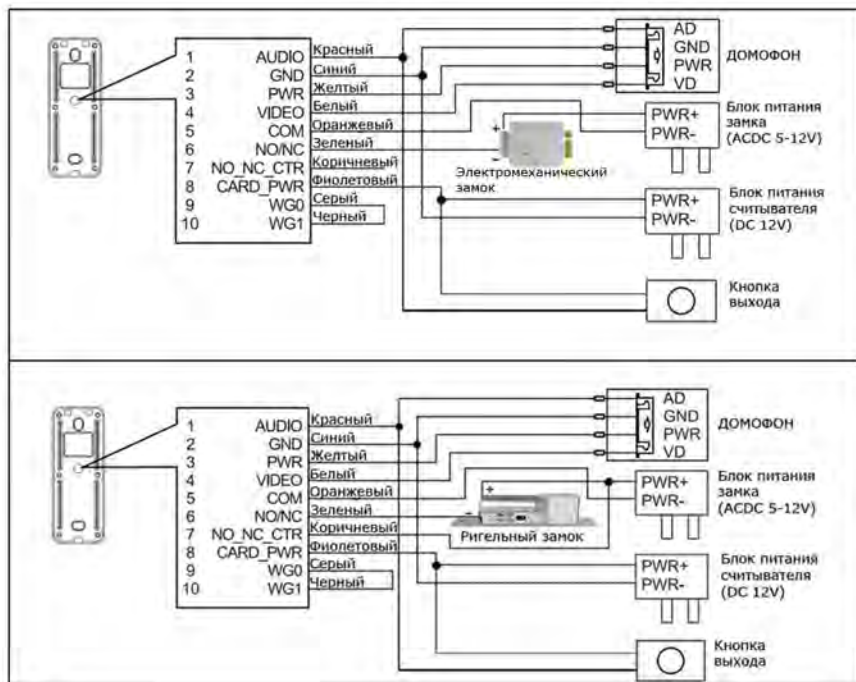 1 AUDIO Красный
2 GND Синий
3 PWR Желтый
4 VIDEO Белый
5 COM Оранжевый
6 NO/NC Зеленый
7 NO_NC_CTR Коричневый
8 CARD_PWR Фиолетовый
9 WG0 Серый
10 WG1 Черный
AD
GND
PWR
VD
ДОМОФОН
PWR+
PWR-
Блок питания
замка
(ACDC 5-12V)
+
-
Электромеханический
замок
PWR+
PWR-
Блок питания
считывателя
(DC 12V)
Кнопка
выхода
1 AUDIO Красный
2 GND Синий
3 PWR Желтый
4 VIDEO Белый
5 COM Оранжевый
6 NO/NC Зеленый
7 NO_NC_CTR Коричневый
8 CARD_PWR Фиолетовый
9 WG0 Серый
10 WG1 Черный
AD
GND
PWR
VD
ДОМОФОН
PWR+
PWR-
Блок питания
замка
(ACDC 5-12V)
+
-
Ригельный замок
PWR+
PWR-
Блок питания
считывателя
(DC 12V)
Кнопка
выхода